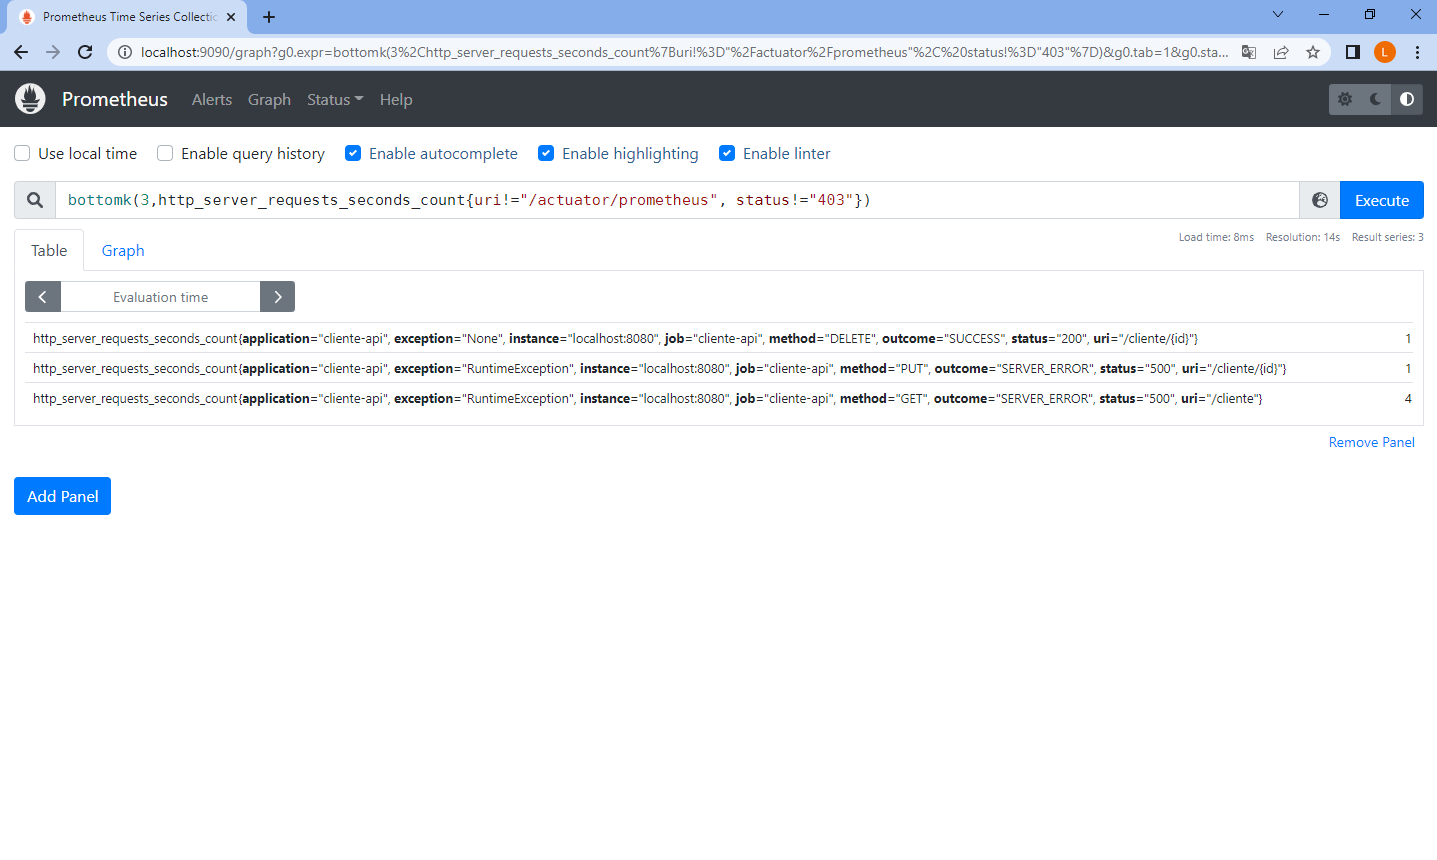 Prometheus Time Series Collectio
localhost:9090/graph?g0.expr=bottomk(3%2Chttp_server_requests_seconds_count%7Buri!%3D"%2Factuator%2Fprometheus"%2C%20status!%3D"403"%7D)&g0.tab=1&g0.sta...
L
Prometheus Alerts Graph Status Help
Use local time Enable query history Enable autocomplete Enable highlighting Enable linter
bottomk(3,http_server_requests_seconds_count{uri!="/actuator/prometheus", status!="403"})
Execute
Table Graph
Load time: 8ms Resolution: 14s Result series: 3
Evaluation time
http_server_requests_seconds_count{application="cliente-api", exception="None", instance="localhost:8080", job="cliente-api", method="DELETE", outcome="SUCCESS", status="200", uri="/cliente/{id}"} 1
http_server_requests_seconds_count{application="cliente-api", exception="RuntimeException", instance="localhost:8080", job="cliente-api", method="PUT", outcome="SERVER_ERROR", status="500", uri="/cliente/{id}"} 1
http_server_requests_seconds_count{application="cliente-api", exception="RuntimeException", instance="localhost:8080", job="cliente-api", method="GET", outcome="SERVER_ERROR", status="500", uri="/cliente"} 4
Remove Panel
Add Panel